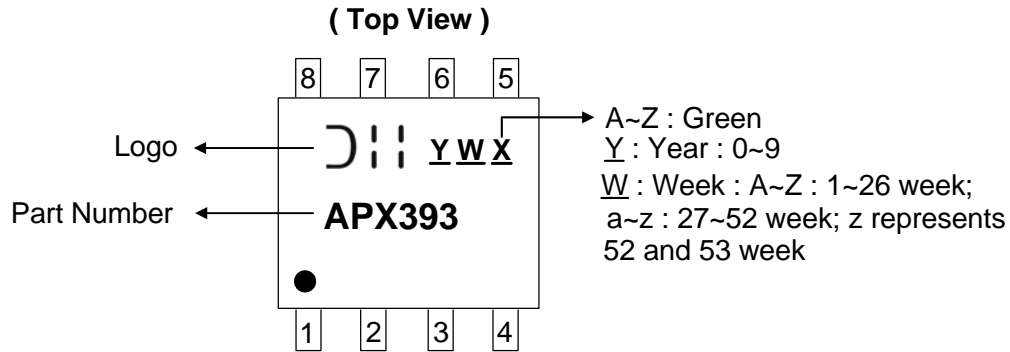 ( Top View )
8 7 6 5
Logo
Y W X
A~Z : Green
Y : Year : 0~9
W : Week : A~Z : 1~26 week;
a~z : 27~52 week; z represents
52 and 53 week
Part Number
APX393
1 2 3 4